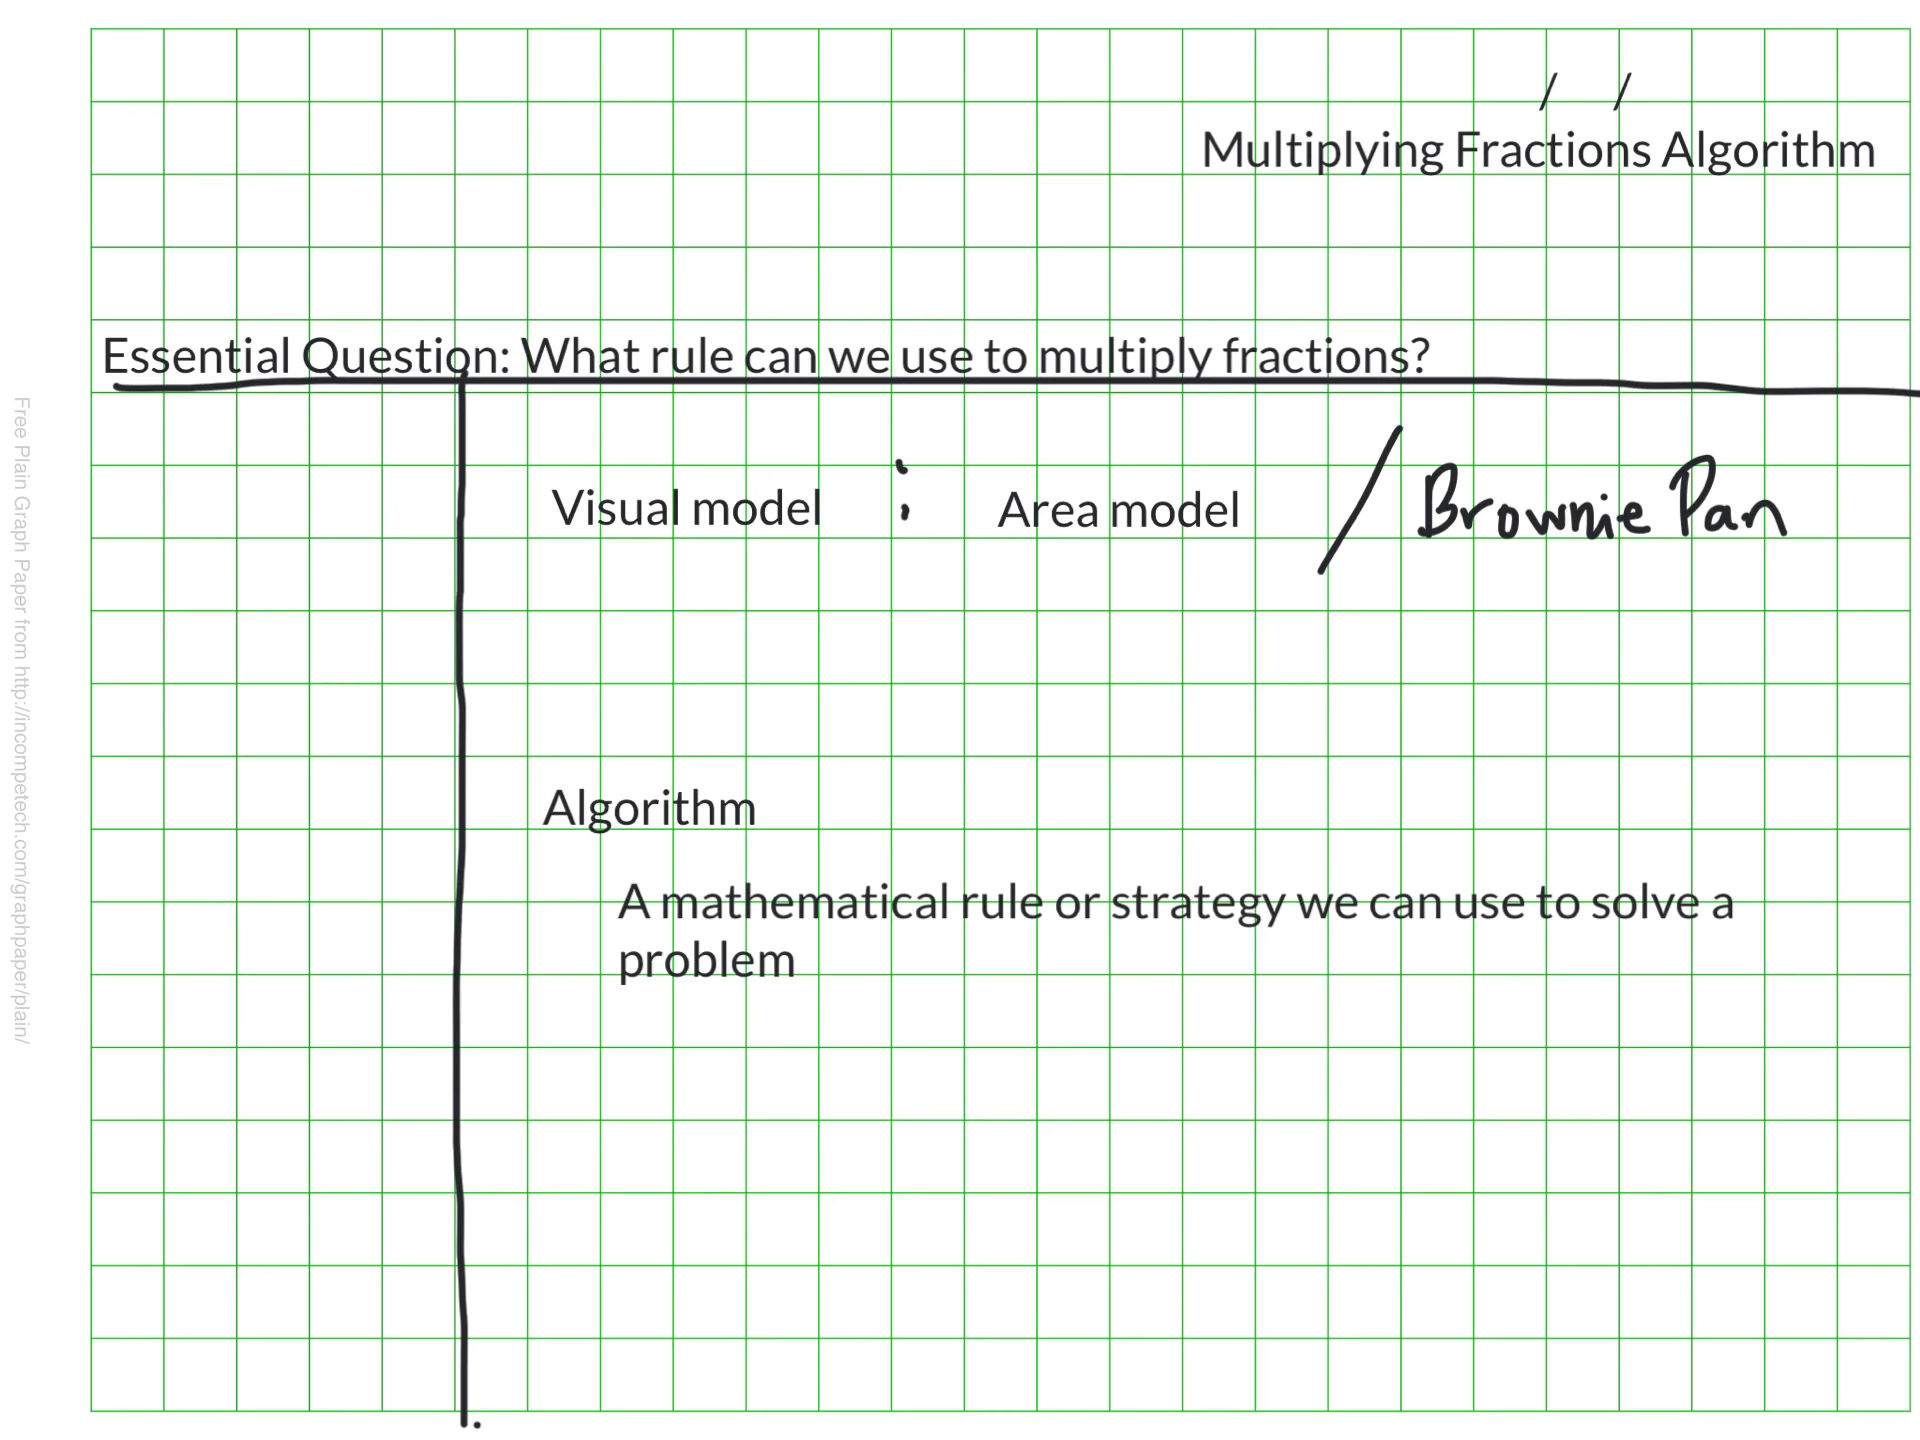 / /
Multiplying Fractions Algorithm
Essential Question: What rule can we use to multiply fractions?
Visual model : Area model / Brownie Pan
Algorithm
A mathematical rule or strategy we can use to solve a
problem
Free Plain Graph Paper from http://incompetech.com/graphpaper/plain/